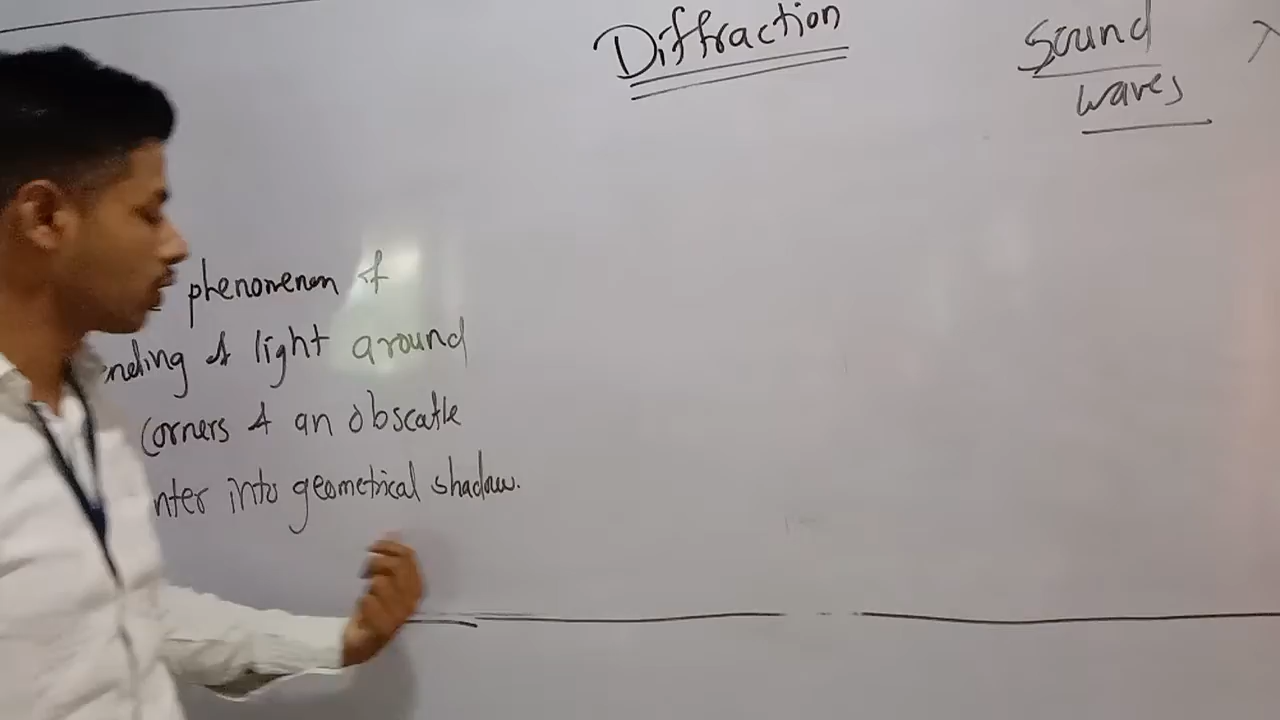 Diffraction
Sound
waves
λ
phenomenon of
nding of light around
corners of an obscatle
nter into geometrical shadow.